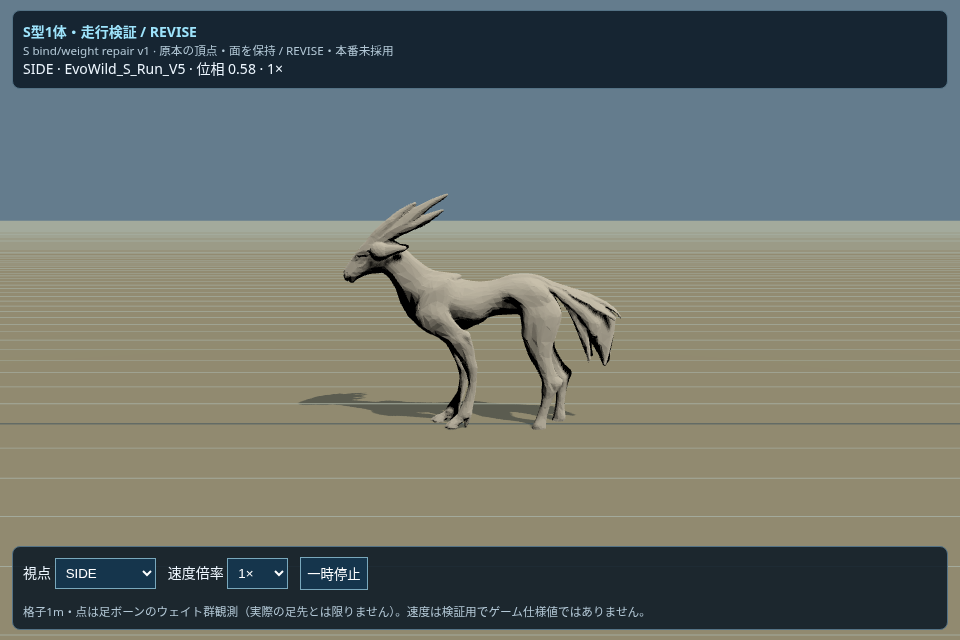 S型1体・走行検証 / REVISE
S bind/weight repair v1 · 原本の頂点・面を保持 / REVISE・本番未採用
SIDE · EvoWild_S_Run_V5 · 位相 0.58 · 1×
視点 SIDE 速度倍率 1× 一時停止
格子1m・点は足ボーンのウェイト群観測（実際の足先とは限りません）。速度は検証用でゲーム仕様値ではありません。